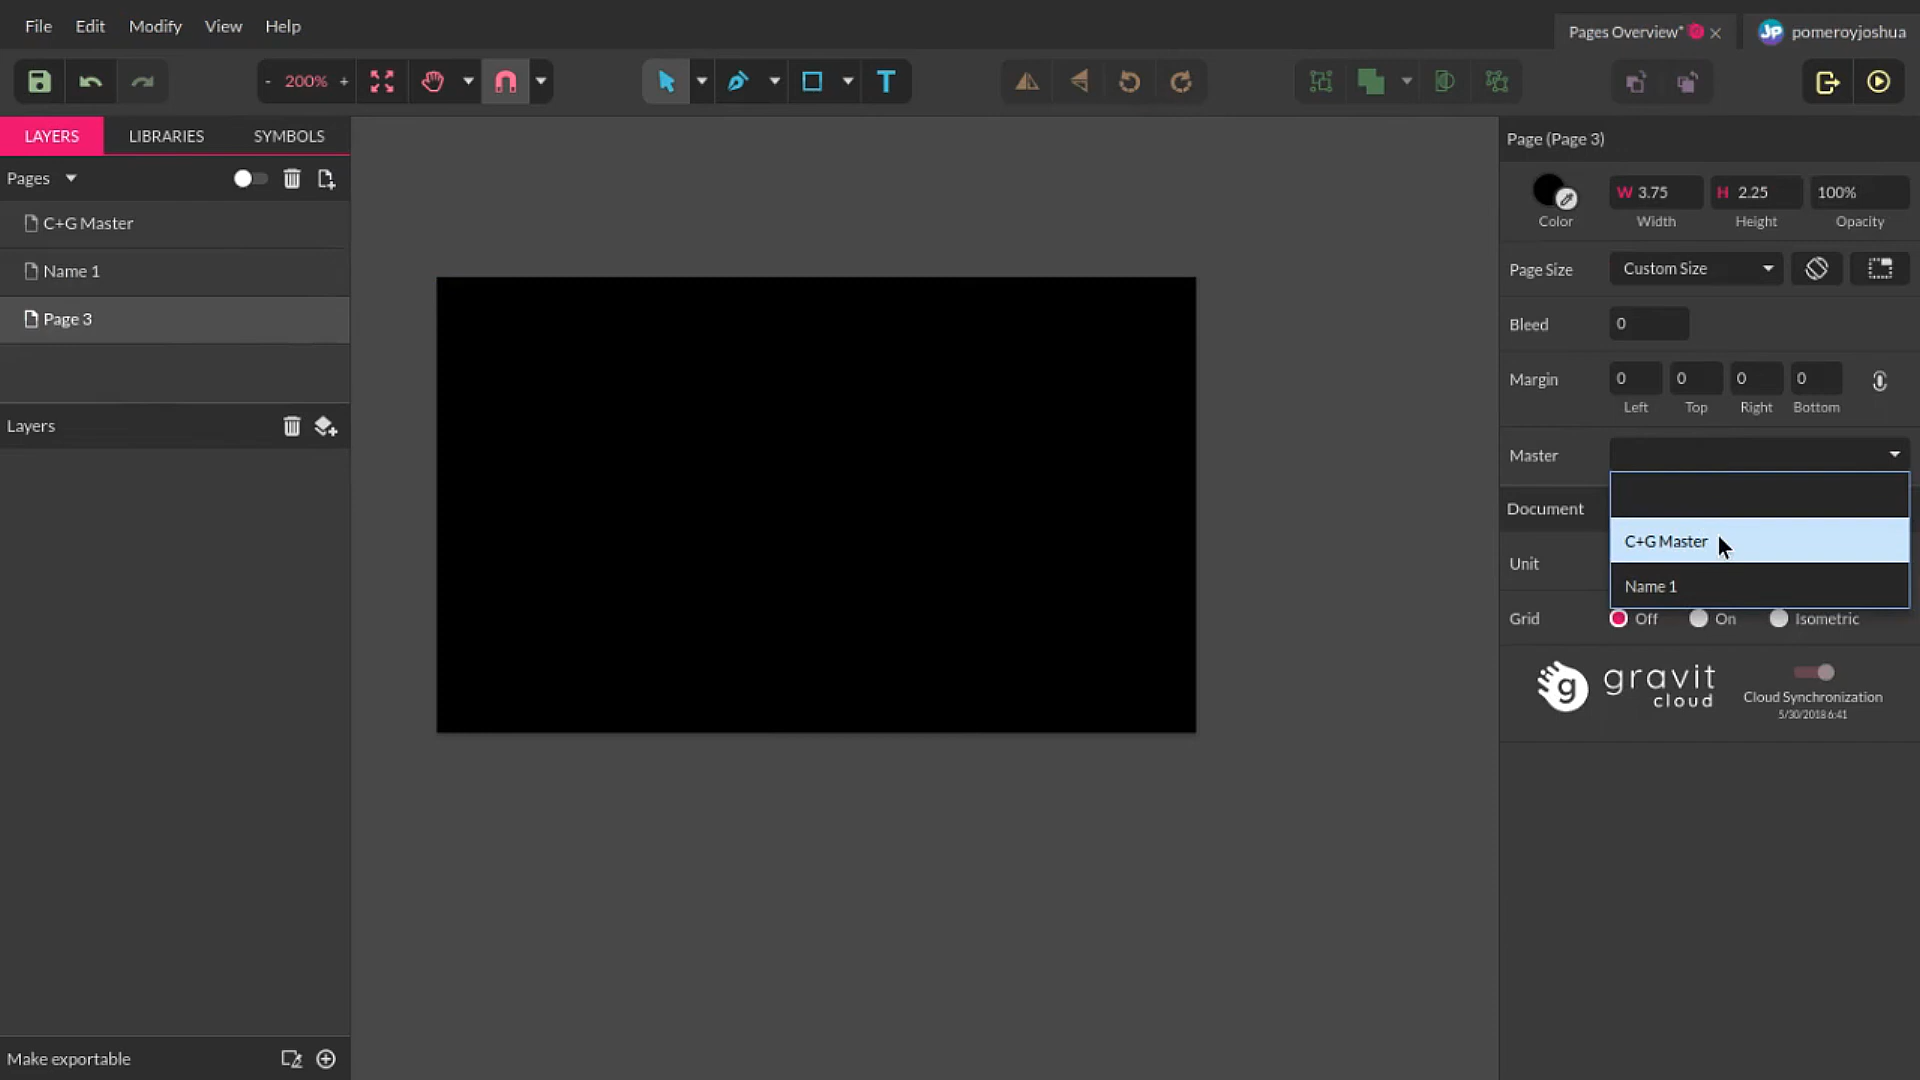 File Edit Modify View Help
Pages Overview* pomeroyjoshua
- 200% +
LAYERS LIBRARIES SYMBOLS
Pages
C+G Master
Name 1
Page 3
Layers
Make exportable
Page (Page 3)
W 3.75 H 2.25 100%
Color Width Height Opacity
Page Size Custom Size
Bleed 0
Margin 0 0 0 0
Left Top Right Bottom
Master
Document
C+G Master
Unit
Name 1
Grid Off On Isometric
gravit
cloud
Cloud Synchronization
5/30/2018 6:41